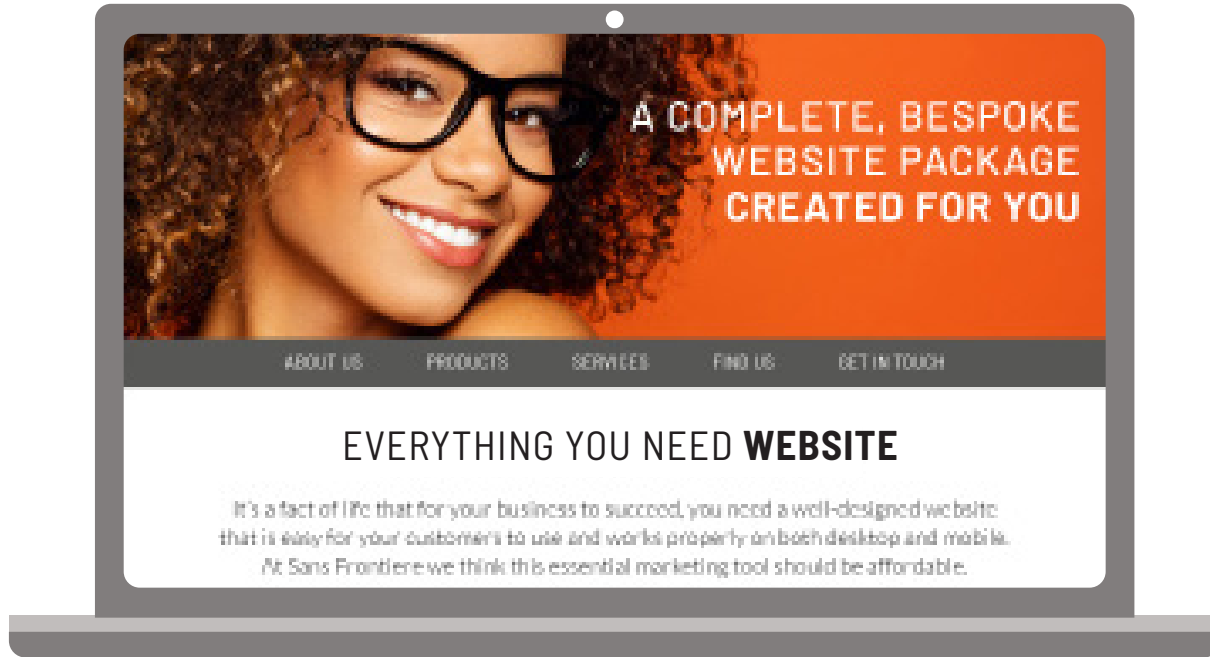 A COMPLETE, BESPOKE
WEBSITE PACKAGE
CREATED FOR YOU
ABOUT US PRODUCTS SERVICES FIND US GET IN TOUCH
EVERYTHING YOU NEED WEBSITE
It's a fact of life that for your business to succeed, you need a well-designed website
that is easy for your customers to use and works properly on both desktop and mobile.
At Sans Frontiere we think this essential marketing tool should be affordable.